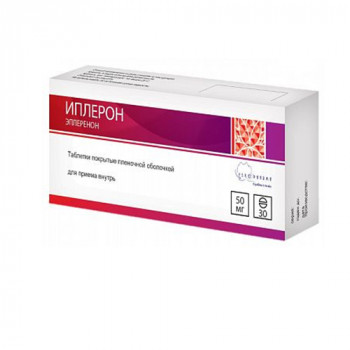 ИПЛЕРОН
ЭПЛЕРЕНОН
Таблетки покрытые пленочной оболочкой
для приема внутрь
50
МГ
30